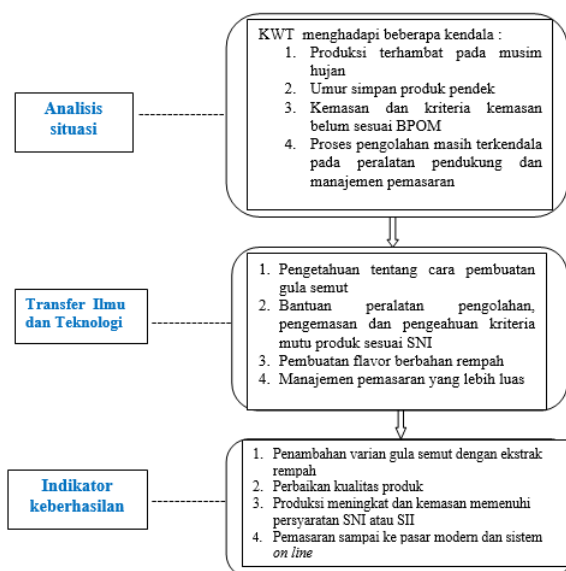 KWT menghadapi beberapa kendala :
1. Produksi terhambat pada musim
hujan
2. Umur simpan produk pendek
3. Kemasan dan kriteria kemasan
belum sesuai BPOM
4. Proses pengolahan masih terkendala
pada peralatan pendukung dan
manajemen pemasaran
Analisis
situasi
1. Pengetahuan tentang cara pembuatan
gula semut
2. Bantuan peralatan pengolahan,
pengemasan dan pengeahuan kriteria
mutu produk sesuai SNI
3. Pembuatan flavor berbahan rempah
4. Manajemen pemasaran yang lebih luas
Transfer Ilmu
dan Teknologi
1. Penambahan varian gula semut dengan ekstrak
rempah
2. Perbaikan kualitas produk
3. Produksi meningkat dan kemasan memenuhi
persyaratan SNI atau SII
4. Pemasaran sampai ke pasar modern dan sistem
on line
Indikator
keberhasilan